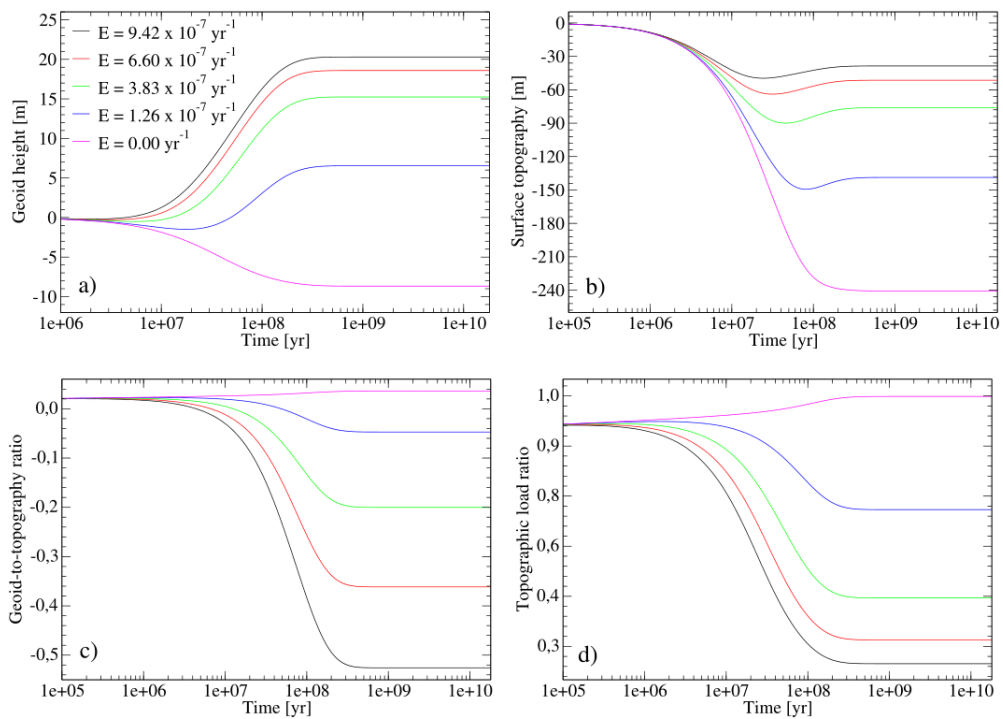 25
20
15
10
5
0
-5
-10
Geoid height [m]
E = 9.42 x 10^-7 yr^-1
E = 6.60 x 10^-7 yr^-1
E = 3.83 x 10^-7 yr^-1
E = 1.26 x 10^-7 yr^-1
E = 0.00 yr^-1
a)
1e+06 1e+07 1e+08 1e+09 1e+10
Time [yr]
0
-30
-60
-90
-120
-150
-180
-210
-240
Surface topography [m]
b)
1e+05 1e+06 1e+07 1e+08 1e+09 1e+10
Time [yr]
0,0
-0,1
-0,2
-0,3
-0,4
-0,5
Geoid-to-topography ratio
c)
1e+05 1e+06 1e+07 1e+08 1e+09 1e+10
Time [yr]
1,0
0,9
0,8
0,6
0,4
0,3
Topographic load ratio
d)
1e+05 1e+06 1e+07 1e+08 1e+09 1e+10
Time [yr]